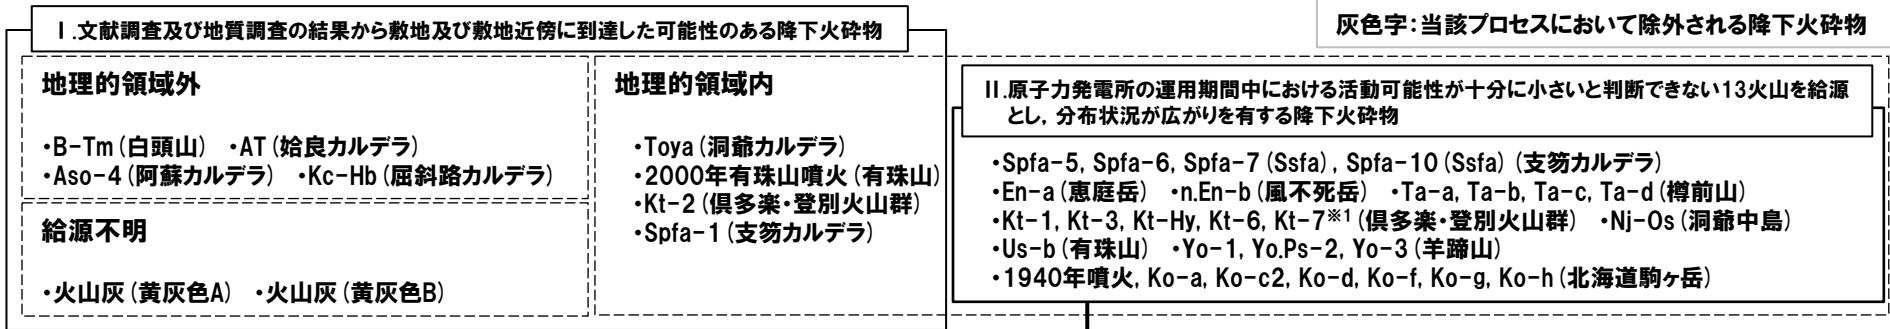 灰色字：当該プロセスにおいて除外される降下火砕物
Ⅰ.文献調査及び地質調査の結果から敷地及び敷地近傍に到達した可能性のある降下火砕物
地理的領域外
・B-Tm(白頭山) ・AT(姶良カルデラ)
・Aso-4(阿蘇カルデラ) ・Kc-Hb(屈斜路カルデラ)
給源不明
・火山灰(黄灰色A) ・火山灰(黄灰色B)
地理的領域内
・Toya(洞爺カルデラ)
・2000年有珠山噴火(有珠山)
・Kt-2(倶多楽・登別火山群)
・Spfa-1(支笏カルデラ)
Ⅱ.原子力発電所の運用期間中における活動可能性が十分に小さいと判断できない13火山を給源
とし，分布状況が広がりを有する降下火砕物
・Spfa-5, Spfa-6, Spfa-7(Ssfa), Spfa-10(Ssfa)(支笏カルデラ)
・En-a(恵庭岳) ・n.En-b(風不死岳) ・Ta-a, Ta-b, Ta-c, Ta-d(樽前山)
・Kt-1, Kt-3, Kt-Hy, Kt-6, Kt-7※1(倶多楽・登別火山群) ・Nj-Os(洞爺中島)
・Us-b(有珠山) ・Yo-1, Yo.Ps-2, Yo-3(羊蹄山)
・1940年噴火, Ko-a, Ko-c2, Ko-d, Ko-f, Ko-g, Ko-h(北海道駒ヶ岳)